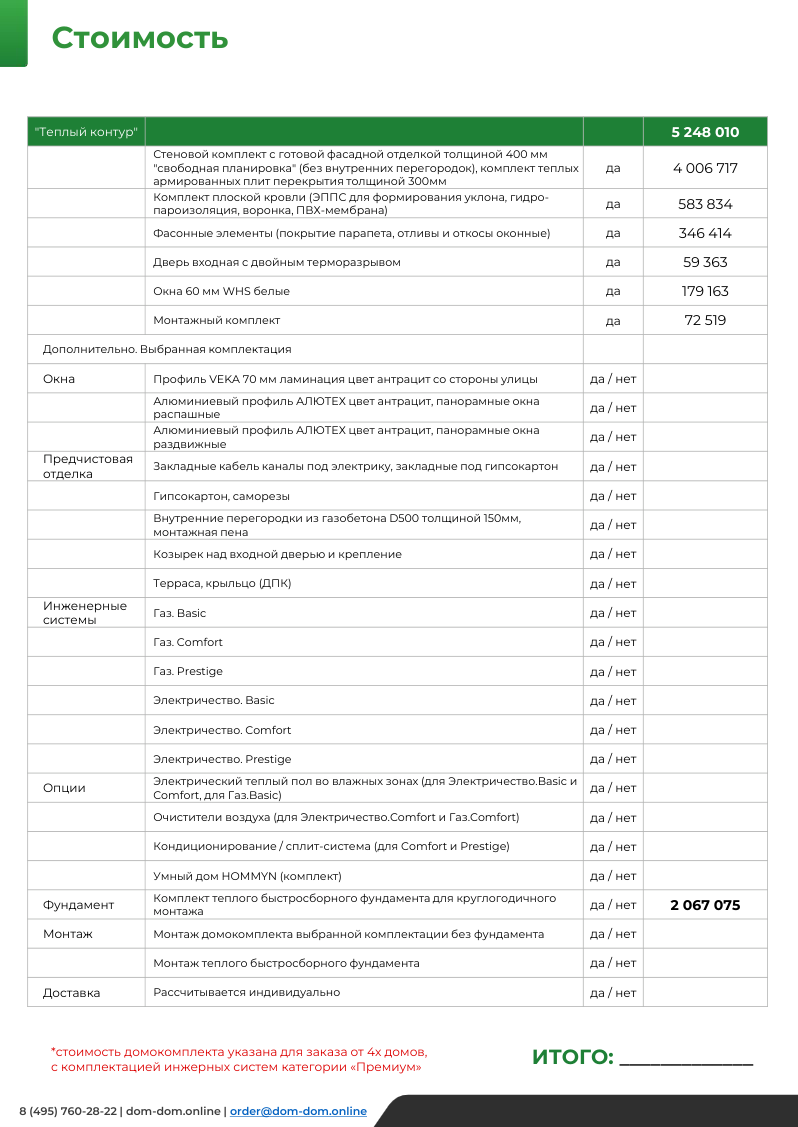 Стоимость
"Теплый контур" 5 248 010
Стеновой комплект с готовой фасадной отделкой толщиной 400 мм
"свободная планировка" (без внутренних перегородок), комплект теплых
армированных плит перекрытия толщиной 300мм
да 4 006 717
Комплект плоской кровли (ЭППС для формирования уклона, гидро-
пароизоляция, воронка, ПВХ-мембрана)
да 583 834
Фасонные элементы (покрытие парапета, отливы и откосы оконные) да 346 414
Дверь входная с двойным терморазрывом да 59 363
Окна 60 мм WHS белые да 179 163
Монтажный комплект да 72 519
Дополнительно. Выбранная комплектация
Окна Профиль VEKA 70 мм ламинация цвет антрацит со стороны улицы да / нет
Алюминиевый профиль АЛЮТЕХ цвет антрацит, панорамные окна
распашные
да / нет
Алюминиевый профиль АЛЮТЕХ цвет антрацит, панорамные окна
раздвижные
да / нет
Предчистовая
отделка
Закладные кабель каналы под электрику, закладные под гипсокартон да / нет
Гипсокартон, саморезы да / нет
Внутренние перегородки из газобетона D500 толщиной 150мм,
монтажная пена
да / нет
Козырек над входной дверью и крепление да / нет
Терраса, крыльцо (ДПК) да / нет
Инженерные
системы
Газ. Basic да / нет
Газ. Comfort да / нет
Газ. Prestige да / нет
Электричество. Basic да / нет
Электричество. Comfort да / нет
Электричество. Prestige да / нет
Опции
Электрический теплый пол во влажных зонах (для Электричество.Basic и
Comfort, для Газ.Basic)
да / нет
Очистители воздуха (для Электричество.Comfort и Газ.Comfort) да / нет
Кондиционирование / сплит-система (для Comfort и Prestige) да / нет
Умный дом HOMMYN (комплект) да / нет
Фундамент
Комплект теплого быстросборного фундамента для круглогодичного
монтажа
да / нет 2 067 075
Монтаж Монтаж домокомплекта выбранной комплектации без фундамента да / нет
Монтаж теплого быстросборного фундамента да / нет
Доставка Рассчитывается индивидуально да / нет
*стоимость домокомплекта указана для заказа от 4х домов,
с комплектацией инжерных систем категории «Премиум»
ИТОГО: _____________
8 (495) 760-28-22 | dom-dom.online | order@dom-dom.online